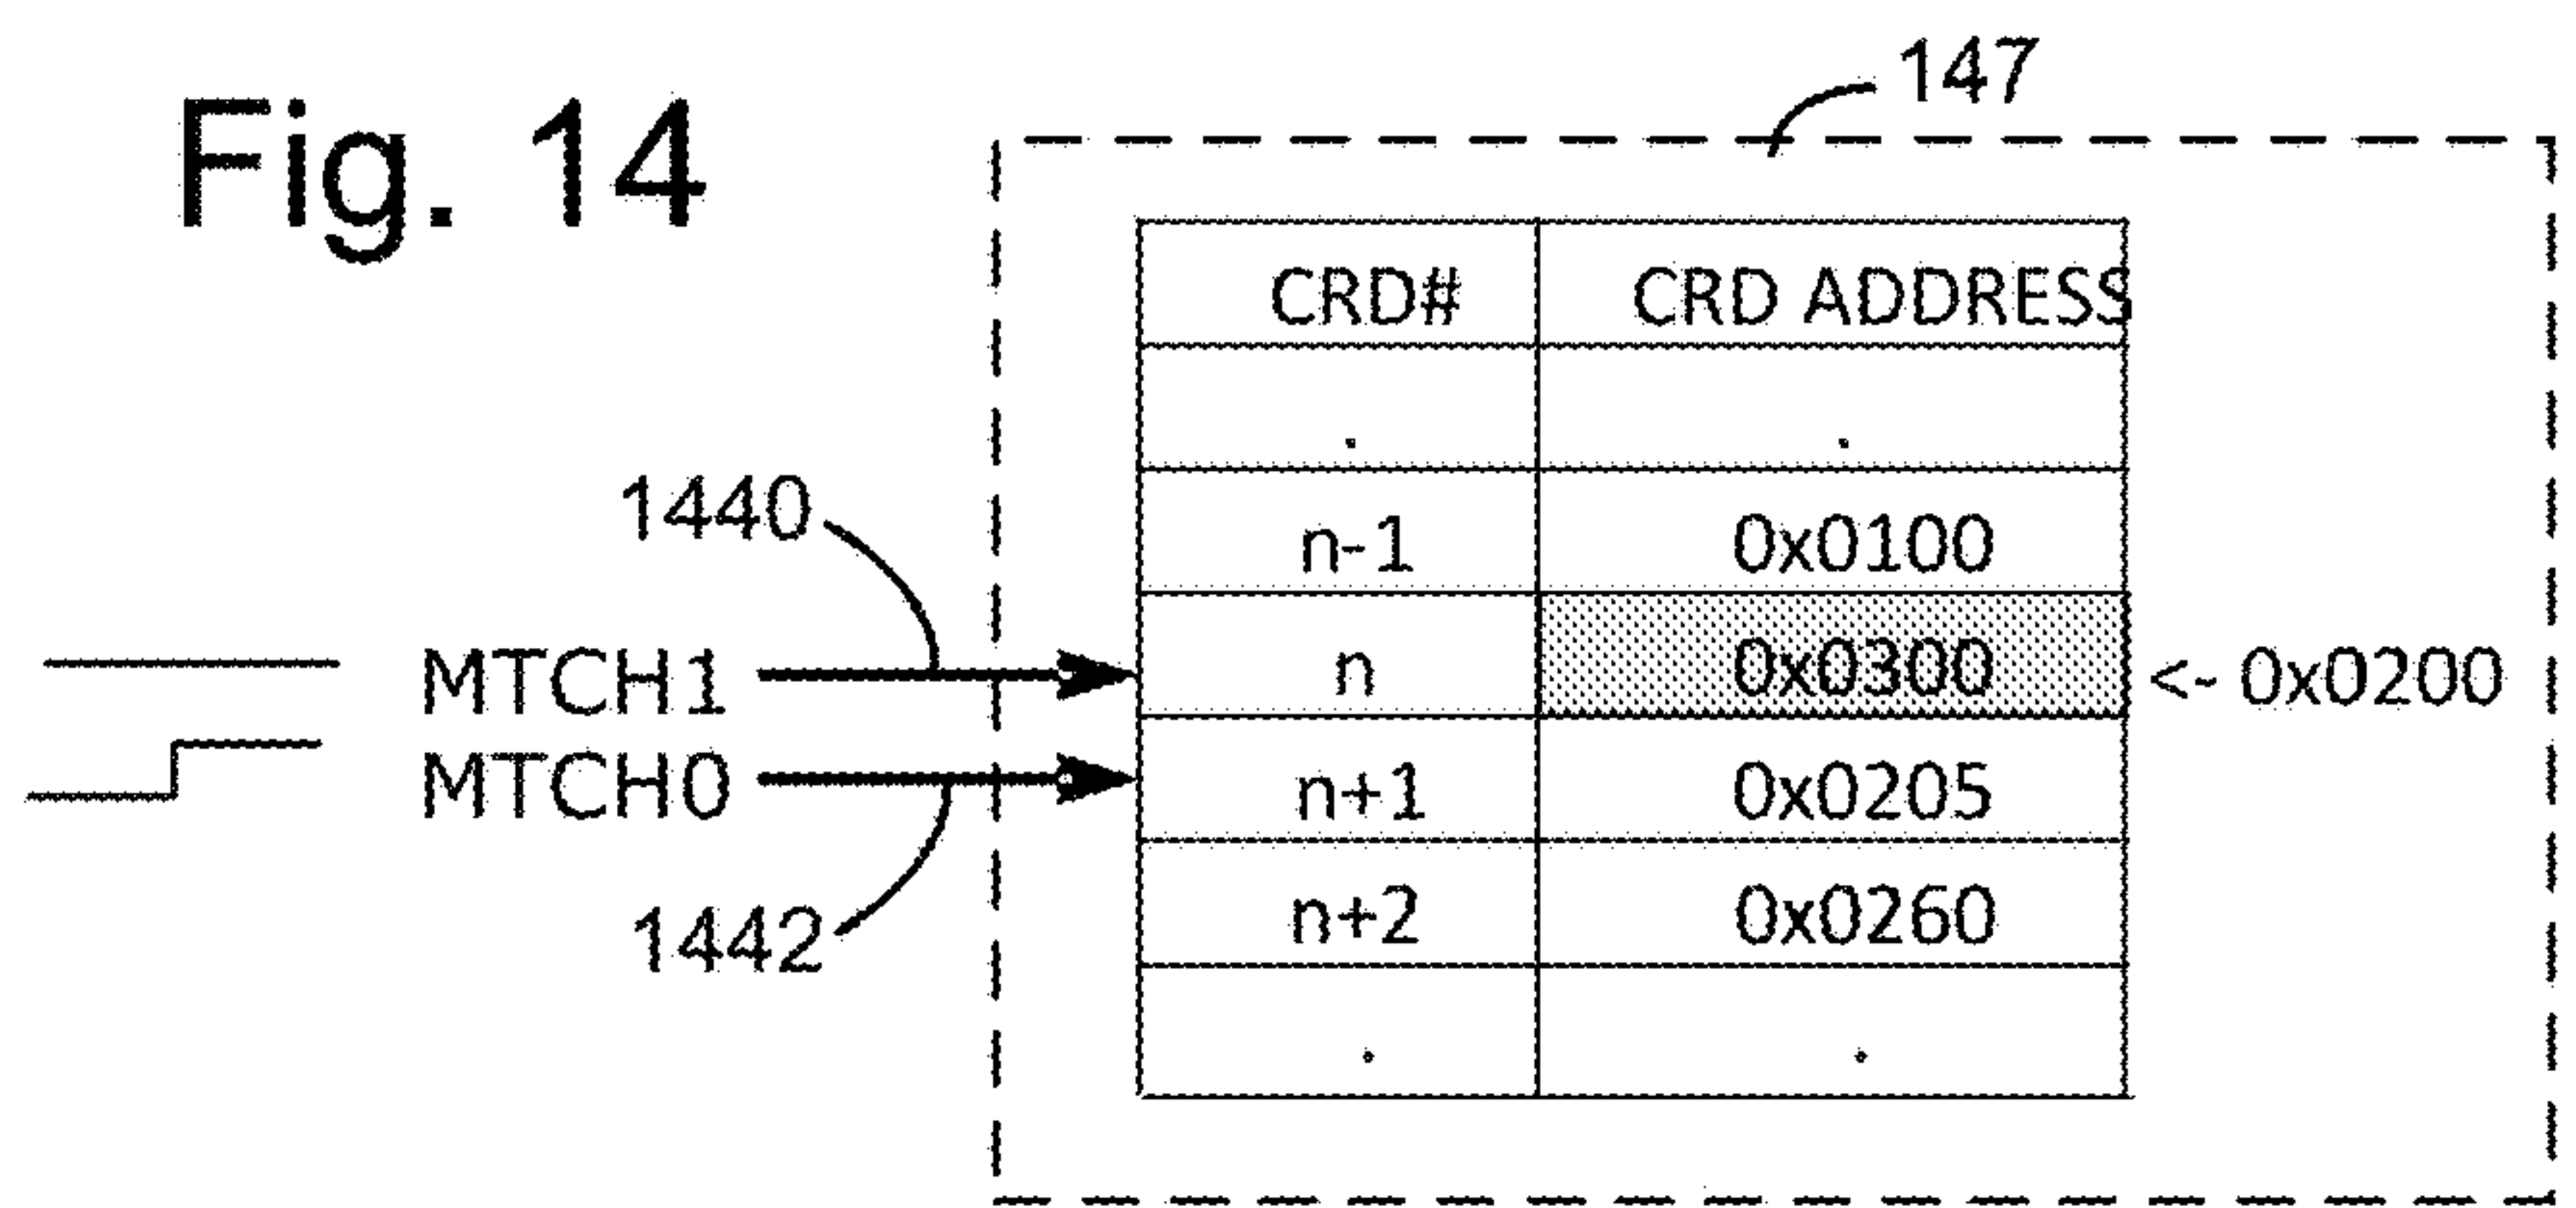 Fig. 14
147
CRD# CRD ADDRESS
. .
n-1 0x0100
1440
MTCH1 n 0x0300 <- 0x0200
MTCH0 n+1 0x0205
1442 n+2 0x0260
. .